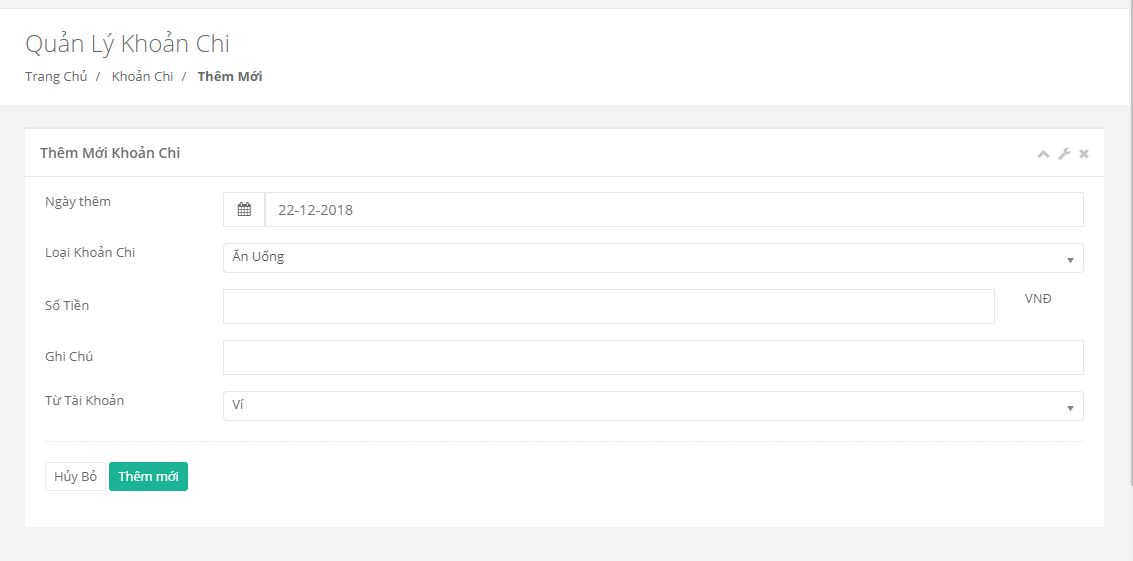 Quản Lý Khoản Chi
Trang Chủ / Khoản Chi / Thêm Mới
Thêm Mới Khoản Chi
Ngày thêm
22-12-2018
Loại Khoản Chi
Ăn Uống
Số Tiền
VNĐ
Ghi Chú
Từ Tài Khoản
Ví
Hủy Bỏ Thêm mới